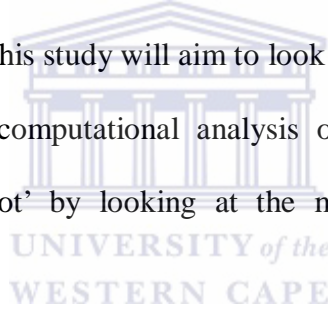 his study will aim to look
computational analysis o
ot’ by looking at the m
UNIVERSITY of the
WESTERN CAPE